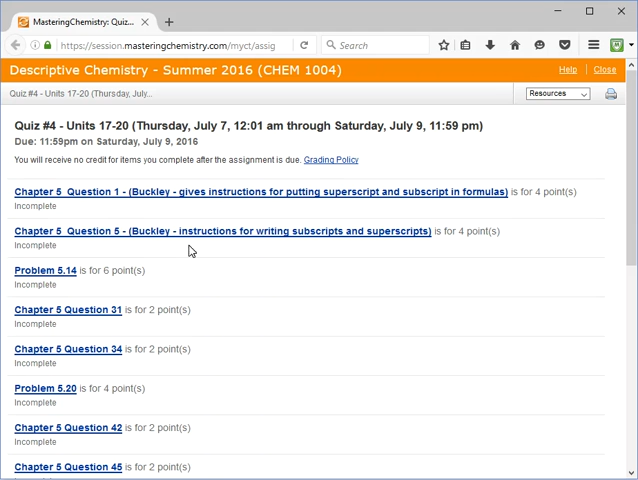 MasteringChemistry: Quiz...
https://session.masteringchemistry.com/myct/assig
Search
Descriptive Chemistry - Summer 2016 (CHEM 1004)
Help
Close
Quiz #4 - Units 17-20 (Thursday, July...
Resources
Quiz #4 - Units 17-20 (Thursday, July 7, 12:01 am through Saturday, July 9, 11:59 pm)
Due: 11:59pm on Saturday, July 9, 2016
You will receive no credit for items you complete after the assignment is due. Grading Policy
Chapter 5 Question 1 - (Buckley - gives instructions for putting superscript and subscript in formulas) is for 4 point(s)
Incomplete
Chapter 5 Question 5 - (Buckley - instructions for writing subscripts and superscripts) is for 4 point(s)
Incomplete
Problem 5.14 is for 6 point(s)
Incomplete
Chapter 5 Question 31 is for 2 point(s)
Incomplete
Chapter 5 Question 34 is for 2 point(s)
Incomplete
Problem 5.20 is for 4 point(s)
Incomplete
Chapter 5 Question 42 is for 2 point(s)
Incomplete
Chapter 5 Question 45 is for 2 point(s)